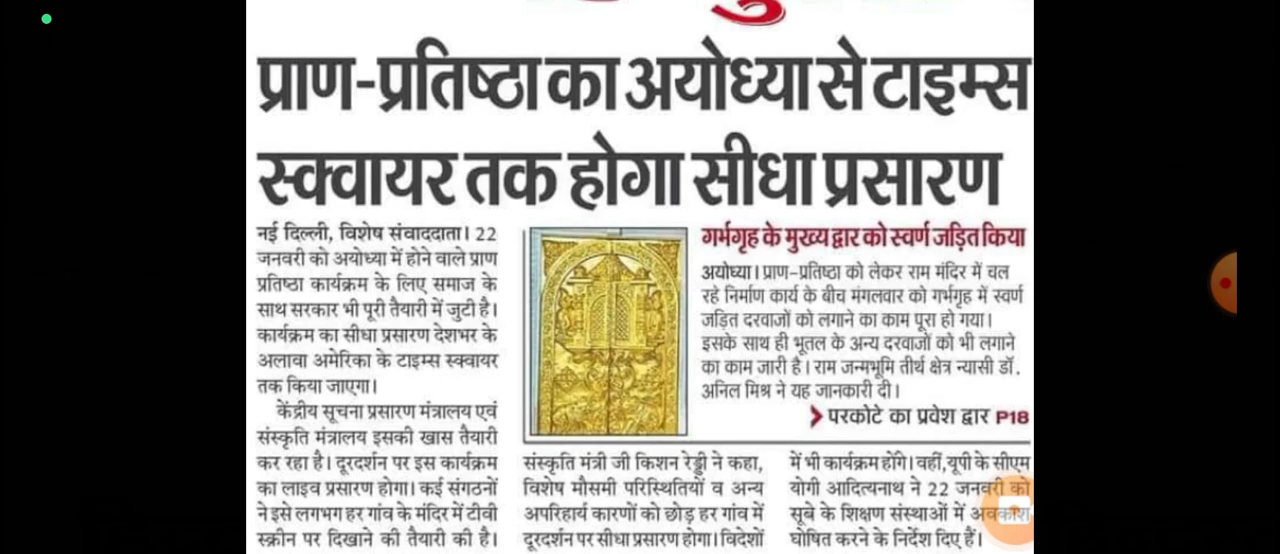 प्राण-प्रतिष्ठा का अयोध्या से टाइम्स
स्क्वायर तक होगा सीधा प्रसारण
नई दिल्ली, विशेष संवाददाता। 22
जनवरी को अयोध्या में होने वाले प्राण
प्रतिष्ठा कार्यक्रम के लिए समाज के
साथ सरकार भी पूरी तैयारी में जुटी है।
कार्यक्रम का सीधा प्रसारण देशभर के
अलावा अमेरिका के टाइम्स स्क्वायर
तक किया जाएगा।
केंद्रीय सूचना प्रसारण मंत्रालय एवं
संस्कृति मंत्रालय इसकी खास तैयारी
कर रहा है। दूरदर्शन पर इस कार्यक्रम
का लाइव प्रसारण होगा। कई संगठनों
ने इसे लगभग हर गांव के मंदिर में टीवी
स्क्रीन पर दिखाने की तैयारी की है।
गर्भगृह के मुख्य द्वार को स्वर्ण जड़ित किया
अयोध्या। प्राण-प्रतिष्ठा को लेकर राम मंदिर में चल
रहे निर्माण कार्य के बीच मंगलवार को गर्भगृह में स्वर्ण
जड़ित दरवाजों को लगाने का काम पूरा हो गया।
इसके साथ ही भूतल के अन्य दरवाजों को भी लगाने
का काम जारी है। राम जन्मभूमि तीर्थ क्षेत्र न्यासी डॉ.
अनिल मिश्र ने यह जानकारी दी।
परकोटे का प्रवेश द्वार P18
संस्कृति मंत्री जी किशन रेड्डी ने कहा,
विशेष मौसमी परिस्थितियों व अन्य
अपरिहार्य कारणों को छोड़ हर गांव में
दूरदर्शन पर सीधा प्रसारण होगा। विदेशों
में भी कार्यक्रम होंगे। वहीं, यूपी के सीएम
योगी आदित्यनाथ ने 22 जनवरी को
सूबे के शिक्षण संस्थाओं में अवकाश
घोषित करने के निर्देश दिए हैं।